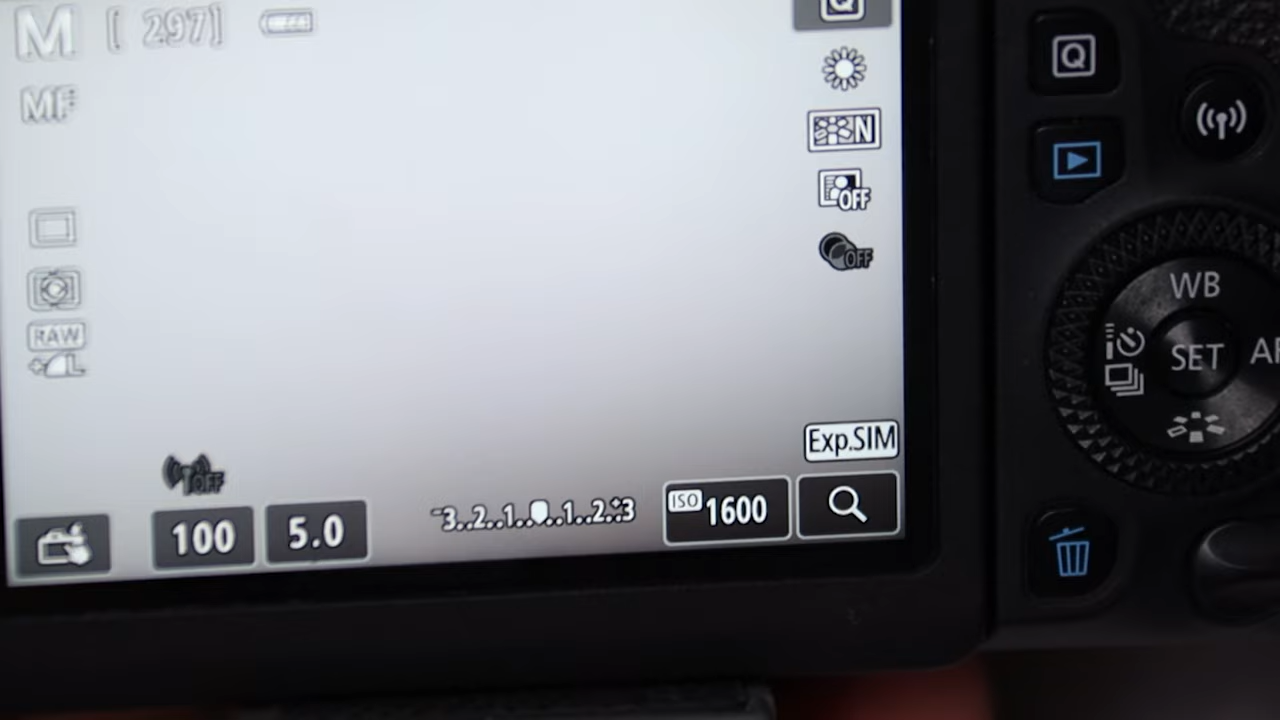 M [ 297]
Q
MF
N
OFF
OFF
RAW
L
Exp.SIM
OFF
100 5.0 -3..2..1..0..1..2..+3 ISO 1600
Q
WB
SET
AF